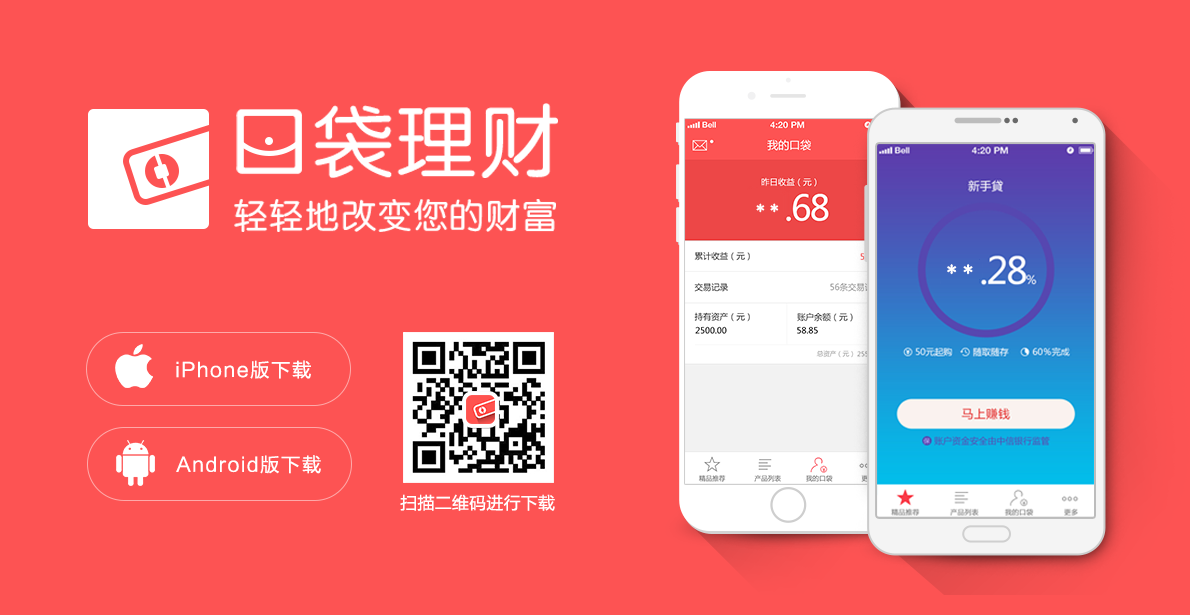 口袋理财
轻轻地改变您的财富
iPhone版下载
Android版下载
扫描二维码进行下载
Bell
4:20 PM
我的口袋
昨日收益（元）
**.68
累计收益（元）
5
交易记录
56条交易
持有资产（元）
2500.00
账户余额（元）
58.85
总资产（元）255
精品推荐
产品列表
我的口袋
Bell
4:20 PM
新手貸
**.28%
50元起购
随取随存
60%完成
马上赚钱
账户资金安全由中信银行监管
精品推荐
产品列表
我的口袋
更多